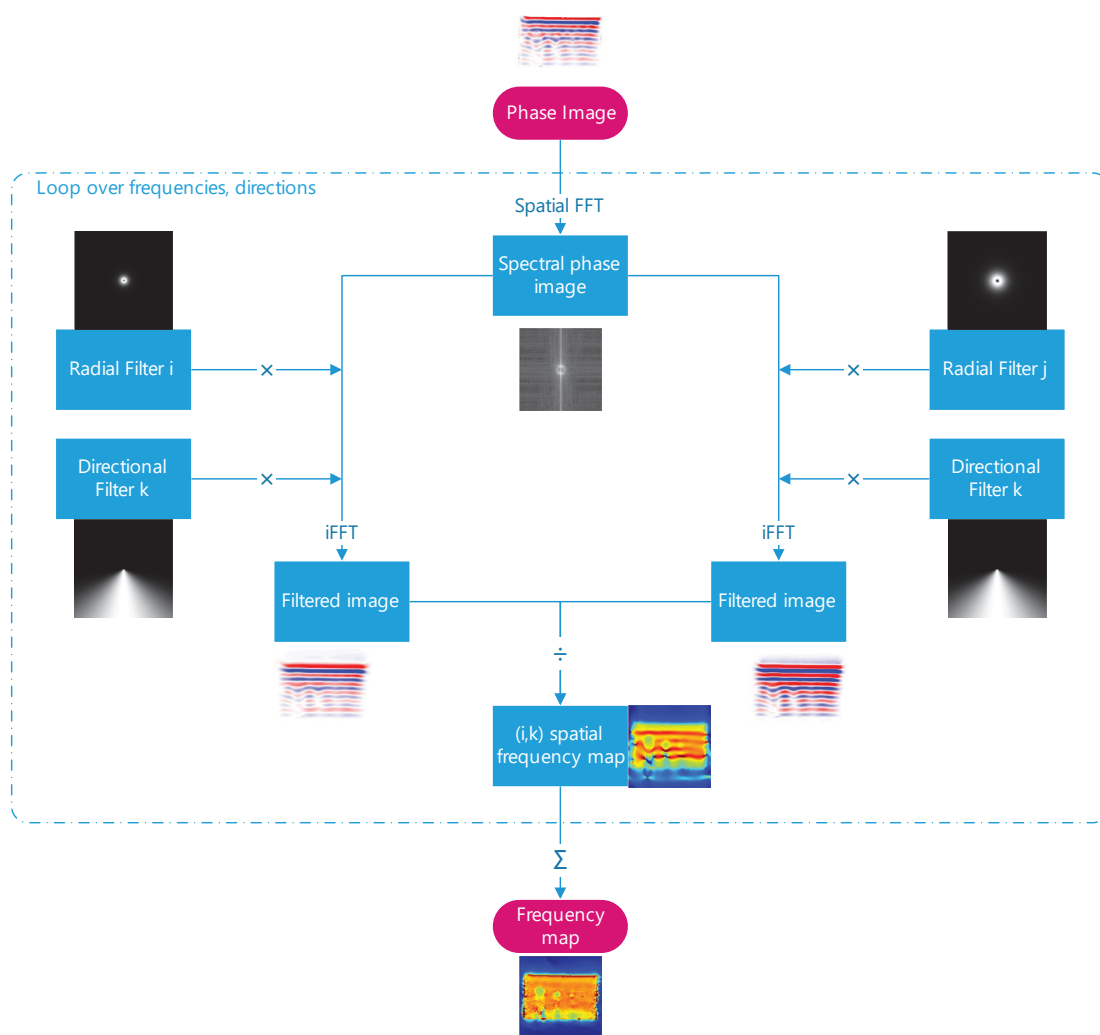 Phase Image
Loop over frequencies, directions
Spatial FFT
Spectral phase
image
Radial Filter i
×
×
Radial Filter j
Directional
Filter k
×
×
Directional
Filter k
iFFT
iFFT
Filtered image
Filtered image
÷
(i,k) spatial
frequency map
Σ
Frequency
map